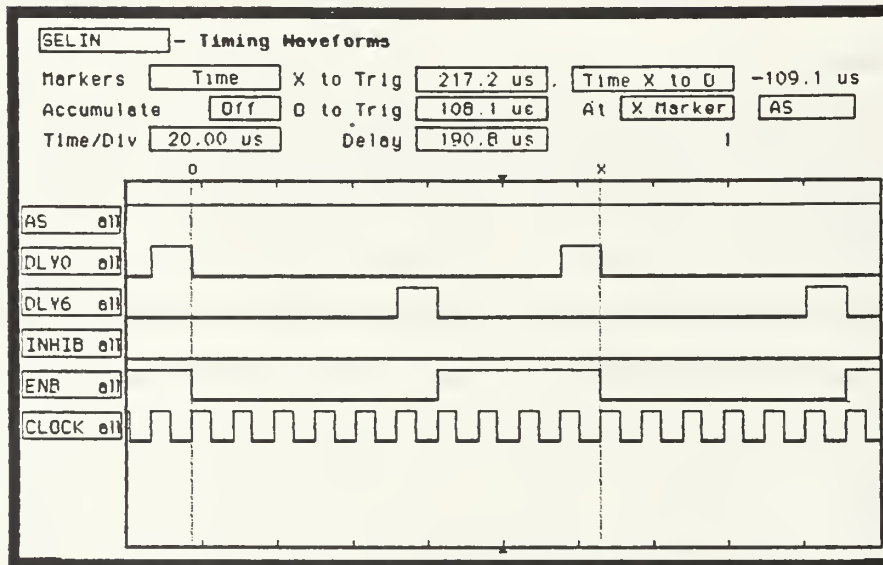 SELIN - Timing Waveforms
Markers Time X to Trig 217.2 us, Time X to O -109.1 us
Accumulate Off O to Trig 108.1 us At X Marker AS
Time/Div 20.00 us Delay 190.8 us 1
O X
AS all
DLY0 all
DLY6 all
INHIB all
ENB all
CLOCK all